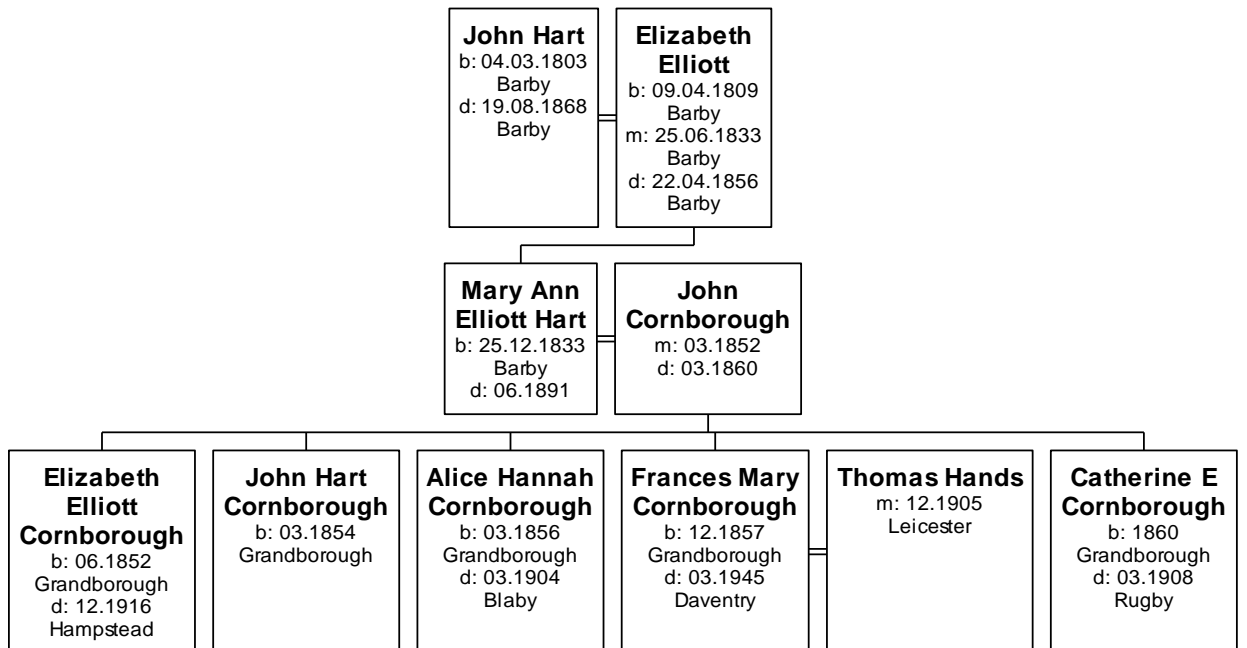 John Hart
b: 04.03.1803
Barby
d: 19.08.1868
Barby
Elizabeth
Elliott
b: 09.04.1809
Barby
m: 25.06.1833
Barby
d: 22.04.1856
Barby
Mary Ann
Elliott Hart
b: 25.12.1833
Barby
d: 06.1891
John
Cornborough
m: 03.1852
d: 03.1860
Elizabeth
Elliott
Cornborough
b: 06.1852
Grandborough
d: 12.1916
Hampstead
John Hart
Cornborough
b: 03.1854
Grandborough
Alice Hannah
Cornborough
b: 03.1856
Grandborough
d: 03.1904
Blaby
Frances Mary
Cornborough
b: 12.1857
Grandborough
d: 03.1945
Daventry
Thomas Hands
m: 12.1905
Leicester
Catherine E
Cornborough
b: 1860
Grandborough
d: 03.1908
Rugby